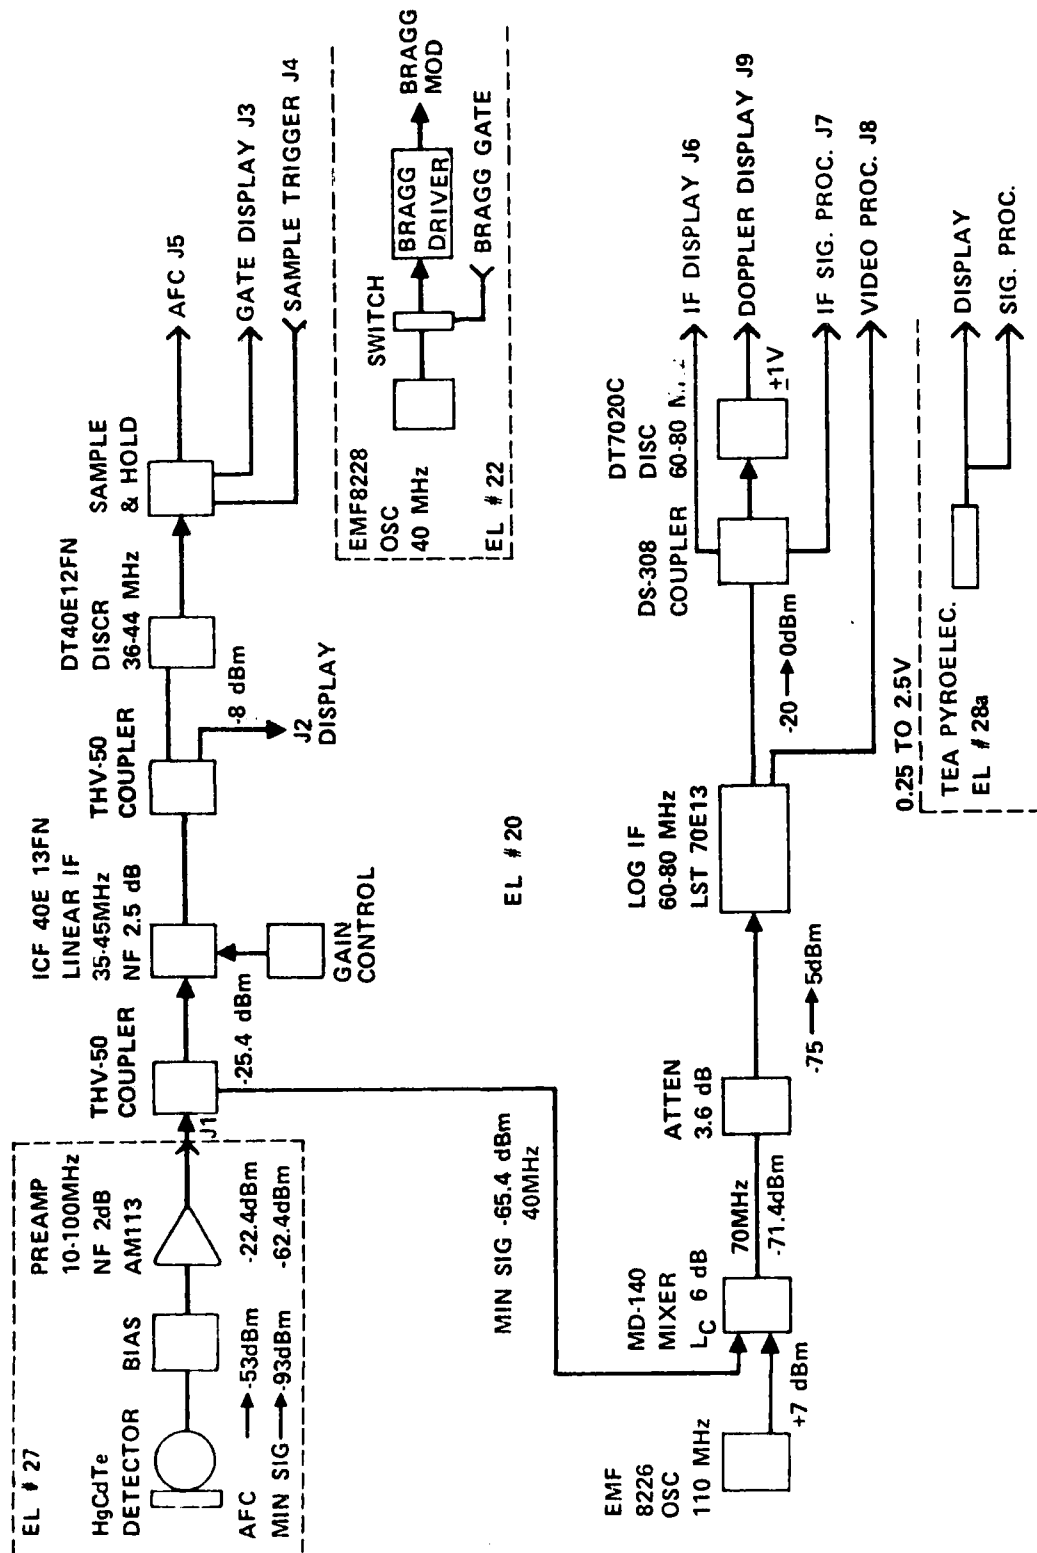 EL # 27
HgCdTe
DETECTOR
BIAS
PREAMP
10-100MHz
NF 2dB
AM113
AFC → -53dBm
-22.4dBm
MIN SIG → -93dBm
-62.4dBm
J1
THV-50
COUPLER
-25.4 dBm
ICF 40E 13FN
LINEAR IF
35-45MHz
NF 2.5 dB
GAIN
CONTROL
THV-50
COUPLER
-8 dBm
J2
DISPLAY
DT40E12FN
DISCR
36-44 MHz
SAMPLE
& HOLD
AFC J5
GATE DISPLAY J3
SAMPLE TRIGGER J4
EMF8228
OSC
40 MHz
SWITCH
BRAGG
DRIVER
BRAGG
MOD
BRAGG GATE
EL # 22
EL # 20
MIN SIG -65.4 dBm
40MHz
EMF
8226
OSC
110 MHz
+7 dBm
MD-140
MIXER
LC 6 dB
70MHz
-71.4dBm
ATTEN
3.6 dB
-75 → 5dBm
LOG IF
60-80 MHz
LST 70E13
-20 → 0dBm
DS-308
COUPLER
DT7020C
DISC
60-80
±1V
IF DISPLAY J6
DOPPLER DISPLAY J9
IF SIG. PROC. J7
VIDEO PROC. J8
0.25 TO 2.5V
TEA PYROELEC.
EL # 28a
DISPLAY
SIG. PROC.